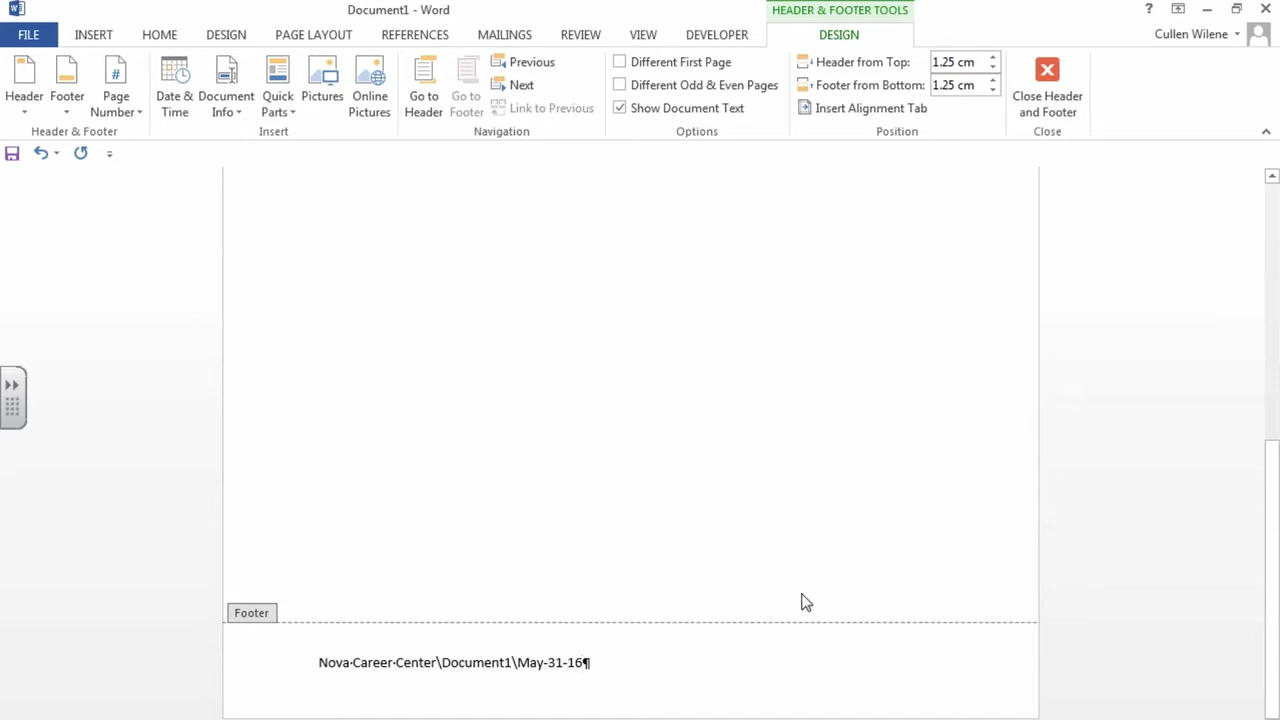 Document1 - Word
HEADER & FOOTER TOOLS
?
FILE INSERT HOME DESIGN PAGE LAYOUT REFERENCES MAILINGS REVIEW VIEW DEVELOPER DESIGN
Cullen Wilene
Header
Footer
Page Number
Header & Footer
Date & Time
Document Info
Quick Parts
Pictures
Online Pictures
Insert
Go to Header
Go to Footer
Previous
Next
Link to Previous
Navigation
Different First Page
Different Odd & Even Pages
Show Document Text
Options
Header from Top: 1.25 cm
Footer from Bottom: 1.25 cm
Insert Alignment Tab
Position
Close Header and Footer
Close
Footer
Nova·Career·Center\Document1\May-31-16¶